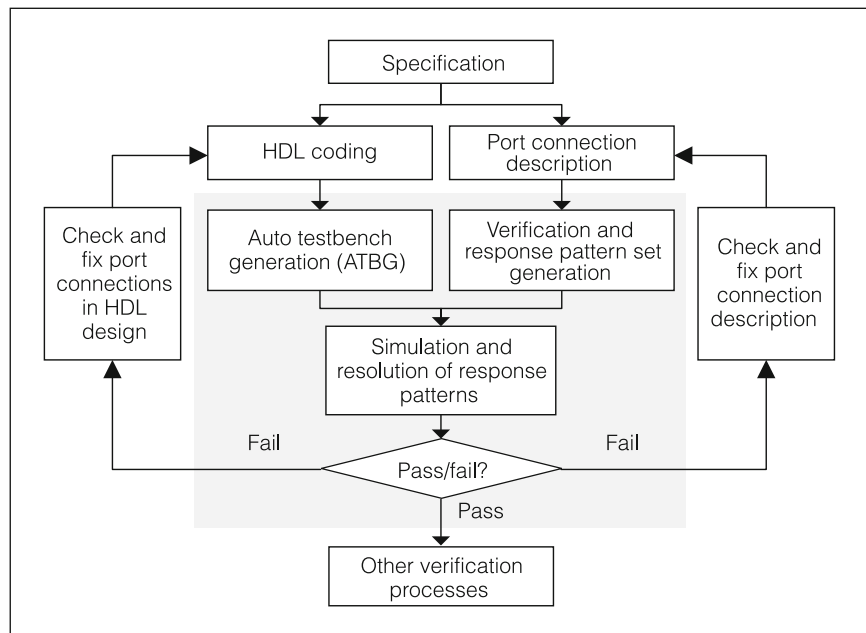 Specification
HDL coding
Port connection
description
Check and
fix port
connections
in HDL
design
Auto testbench
generation (ATBG)
Verification and
response pattern set
generation
Check and
fix port
connection
description
Simulation and
resolution of response
patterns
Fail
Fail
Pass/fail?
Pass
Other verification
processes